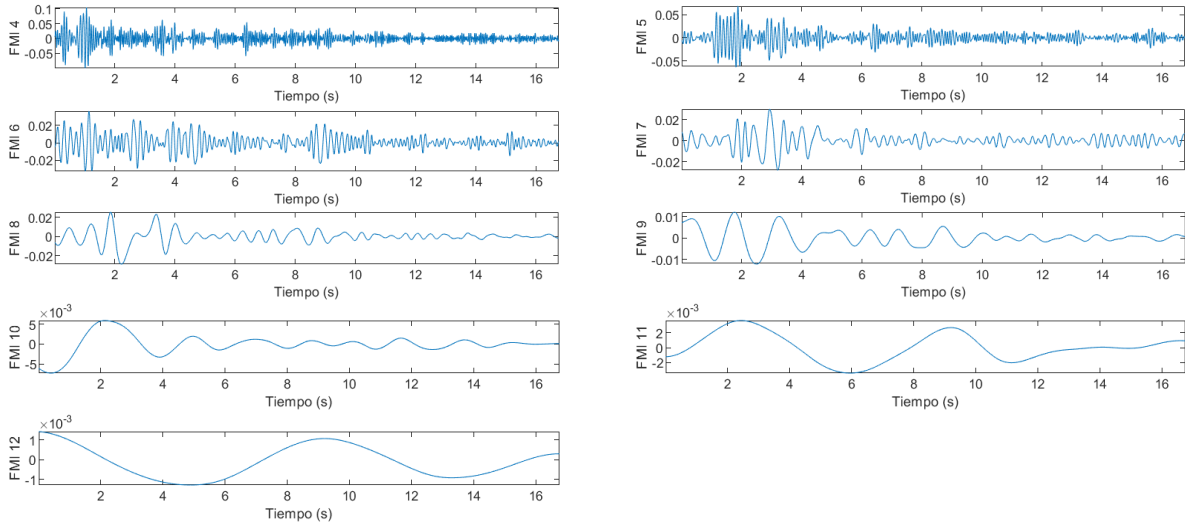 0.1
0.05
0
-0.05
FMI 4
2 4 6 8 10 12 14 16
Tiempo (s)
0.05
0
-0.05
FMI 5
2 4 6 8 10 12 14 16
Tiempo (s)
0.02
0
-0.02
FMI 6
2 4 6 8 10 12 14 16
Tiempo (s)
0.02
0
-0.02
FMI 7
2 4 6 8 10 12 14 16
Tiempo (s)
0.02
0
-0.02
FMI 8
2 4 6 8 10 12 14 16
Tiempo (s)
0.01
0
-0.01
FMI 9
2 4 6 8 10 12 14 16
Tiempo (s)
×10⁻³
5
0
-5
FMI 10
2 4 6 8 10 12 14 16
Tiempo (s)
×10⁻³
2
0
-2
FMI 11
2 4 6 8 10 12 14 16
Tiempo (s)
×10⁻³
1
0
-1
FMI 12
2 4 6 8 10 12 14 16
Tiempo (s)